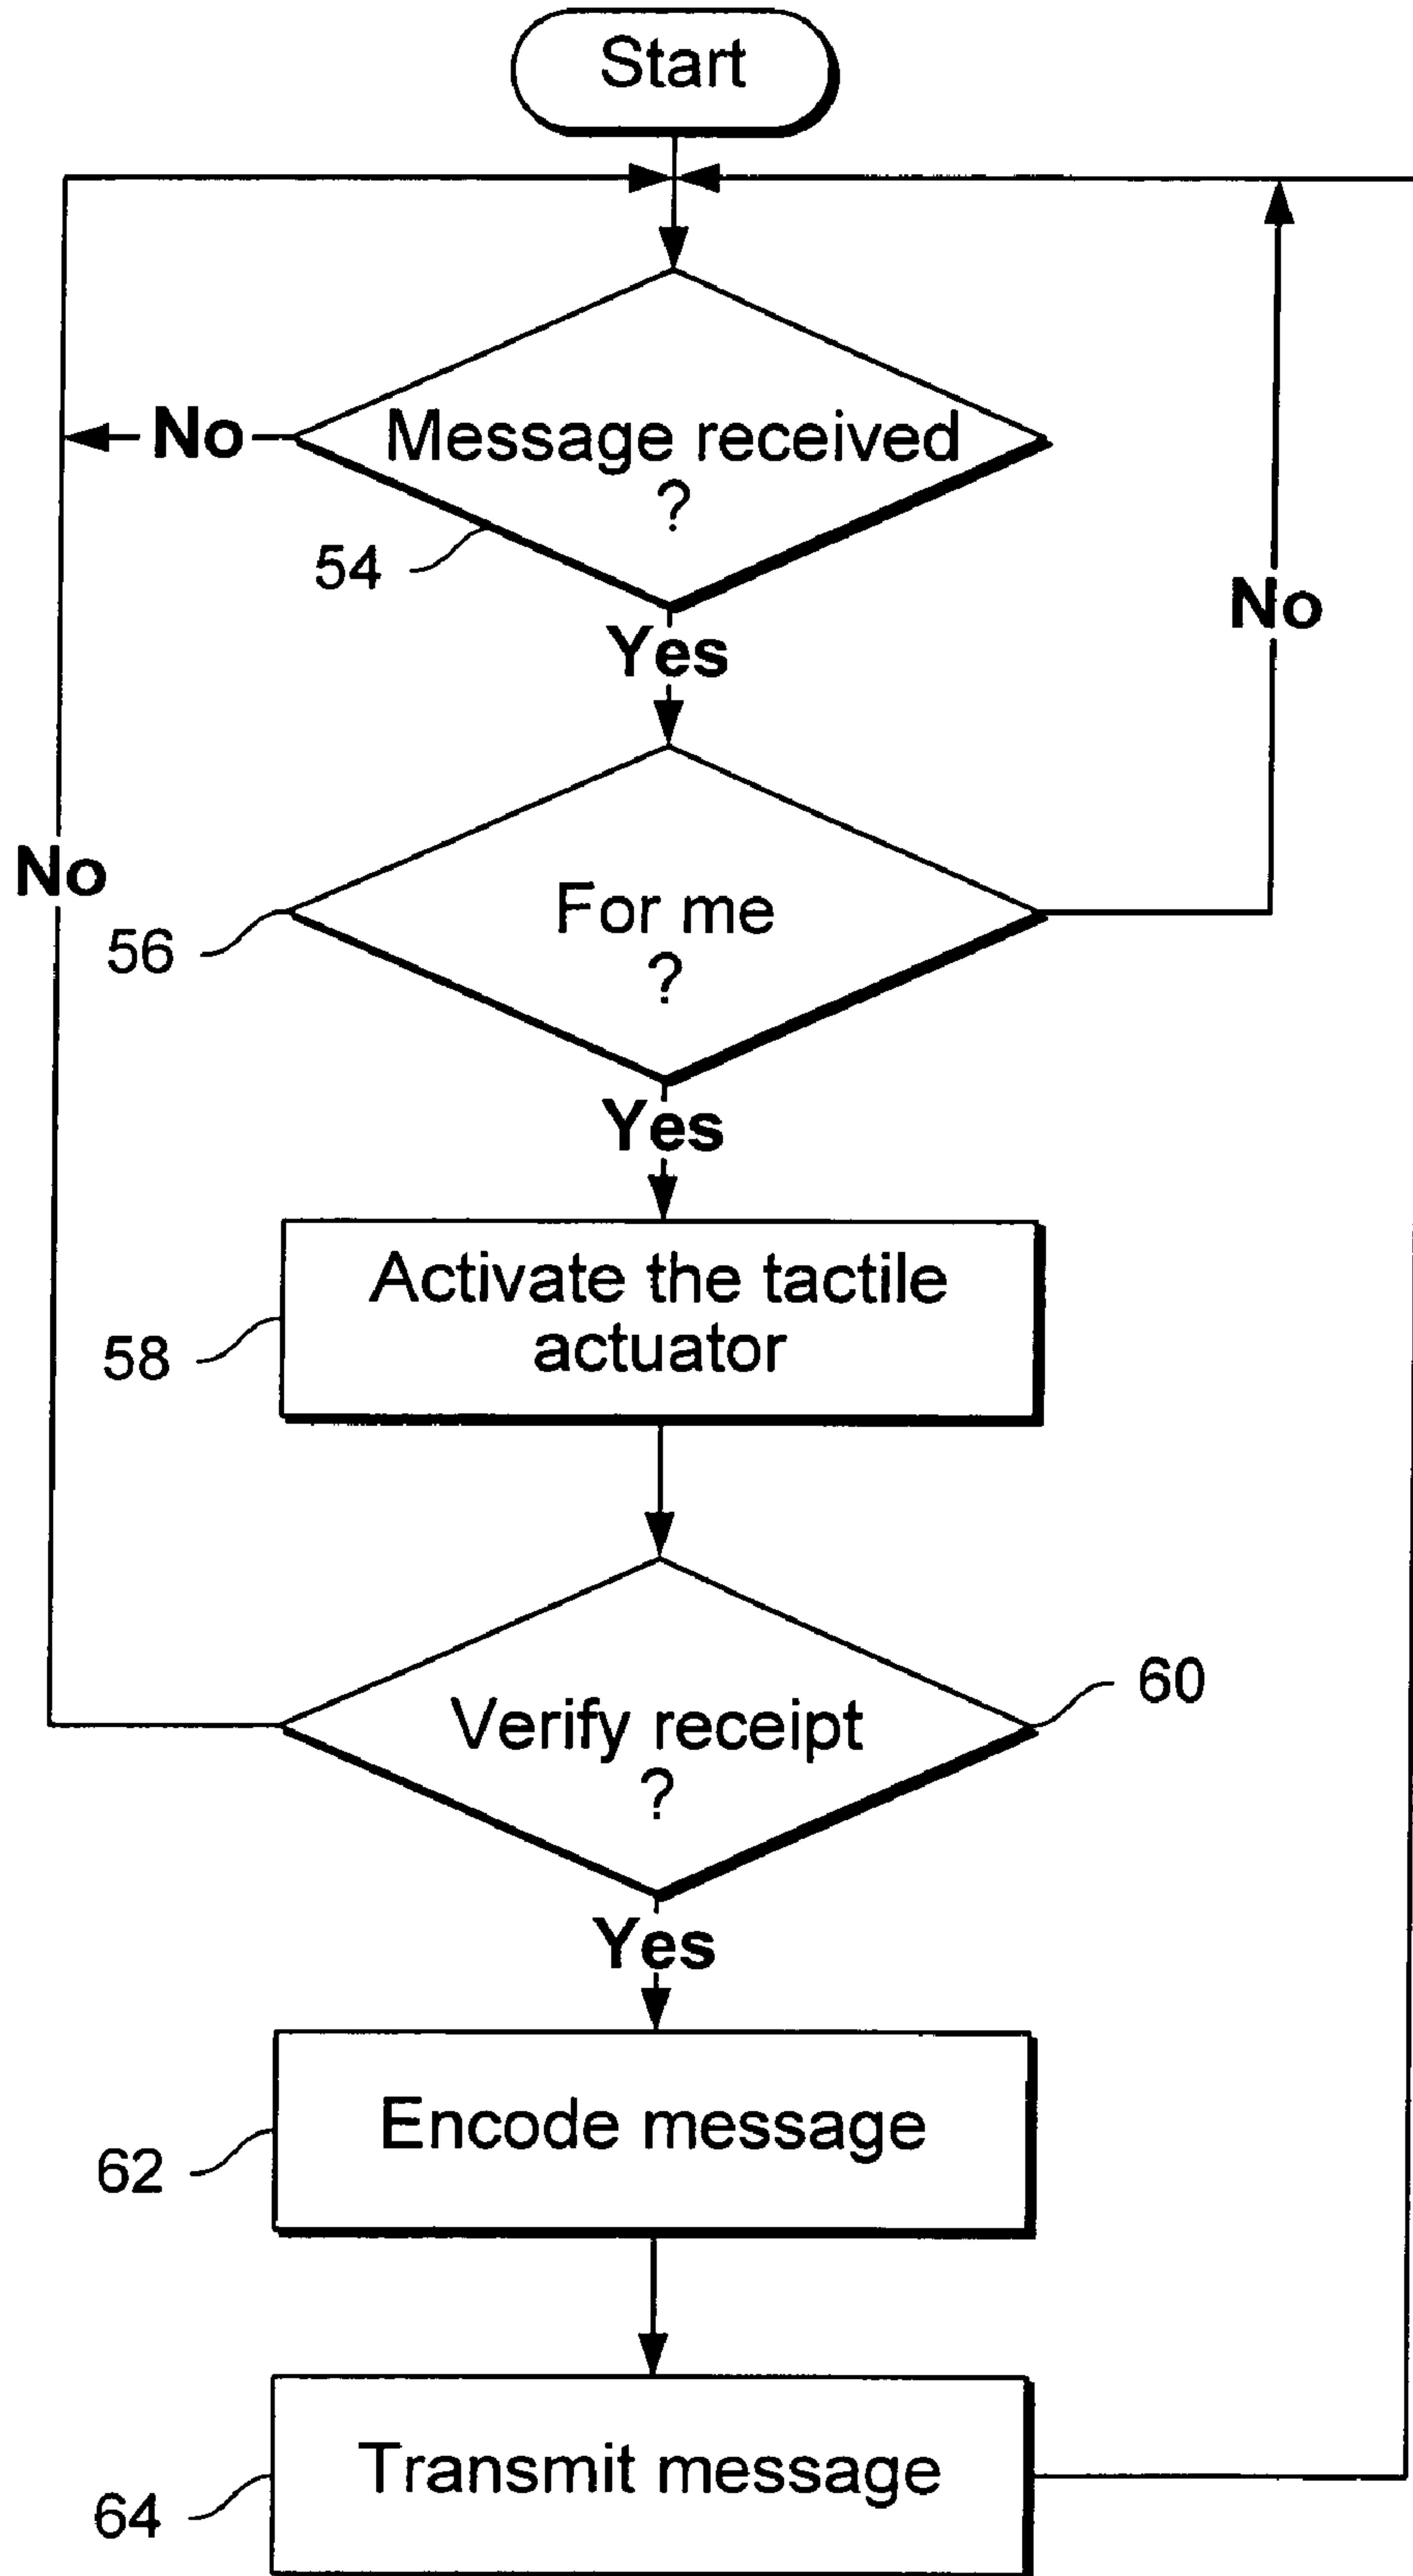 Start
Message received
?
No
54
Yes
No
No
For me
?
56
Yes
Activate the tactile
actuator
58
Verify receipt
?
60
Yes
Encode message
62
Transmit message
64